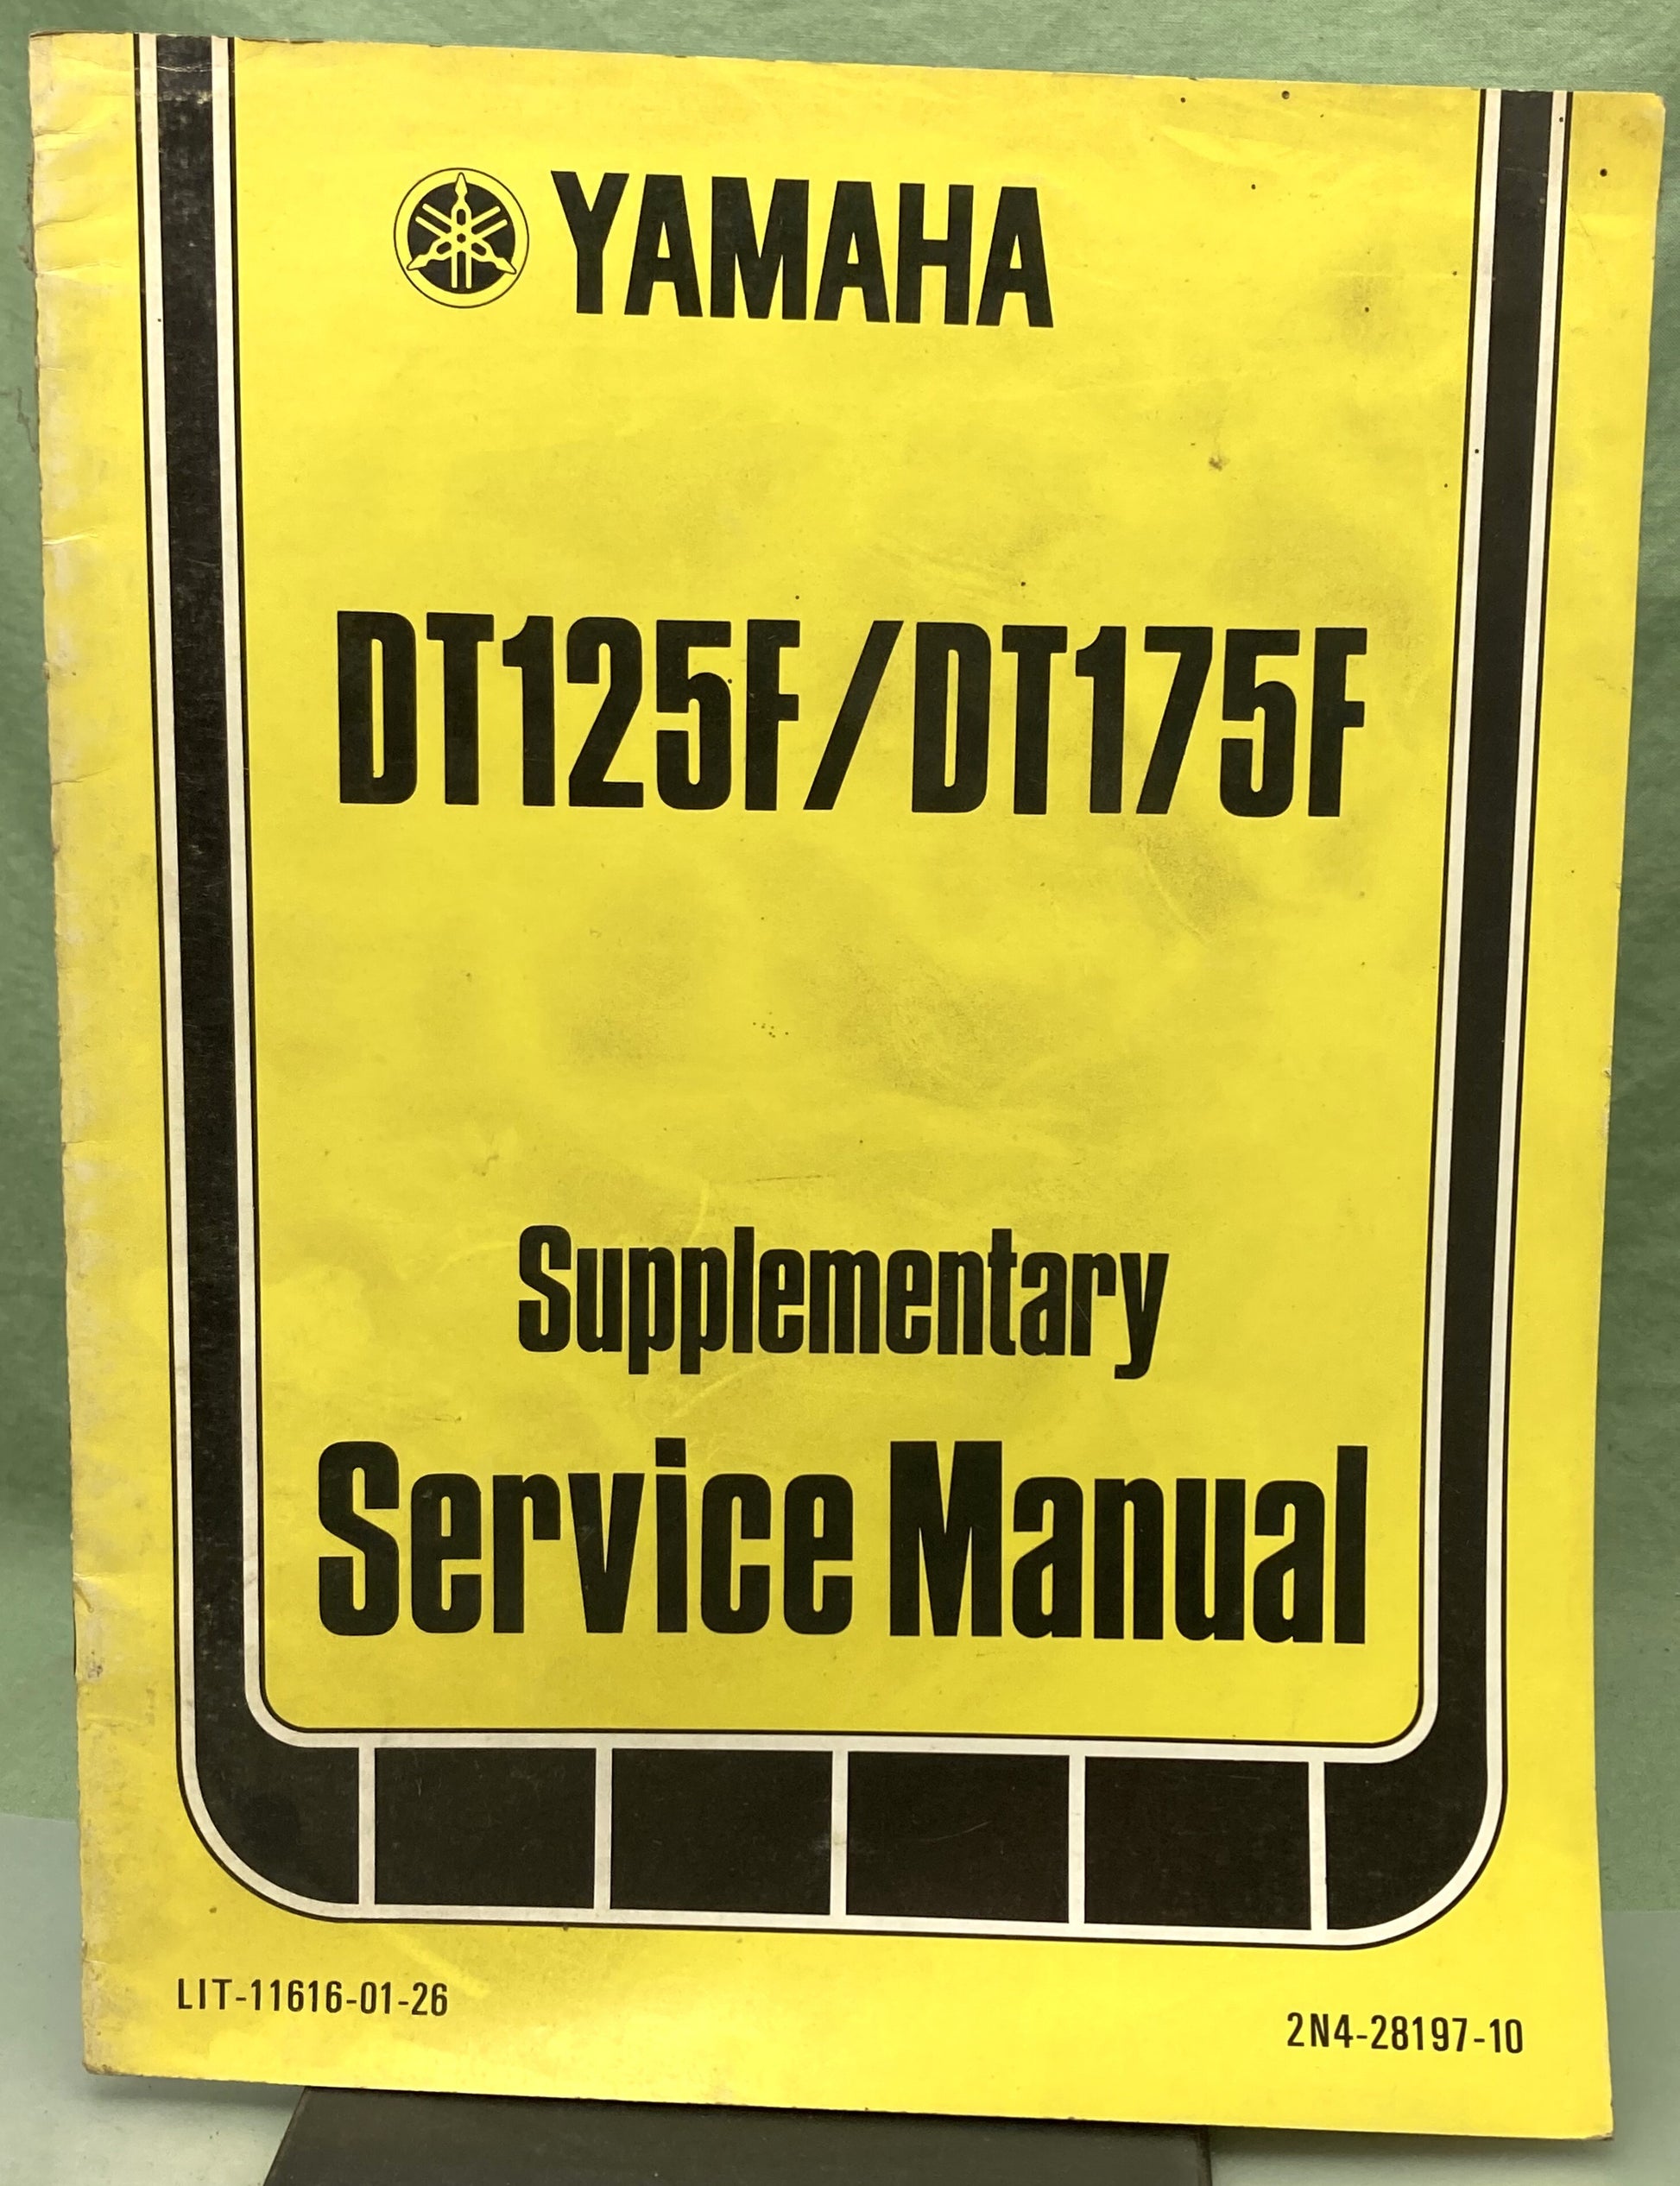 YAMAHA
DT125F/DT175F
Supplementary
Service Manual
LIT-11616-01-26
2N4-28197-10